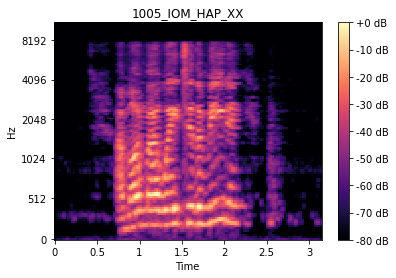 1005_IOM_HAP_XX
+0 dB
8192
-10 dB
4096
-20 dB
-30 dB
2048
Hz
-40 dB
1024
-50 dB
512
-60 dB
-70 dB
0
-80 dB
0 0.5 1 1.5 2 2.5 3
Time